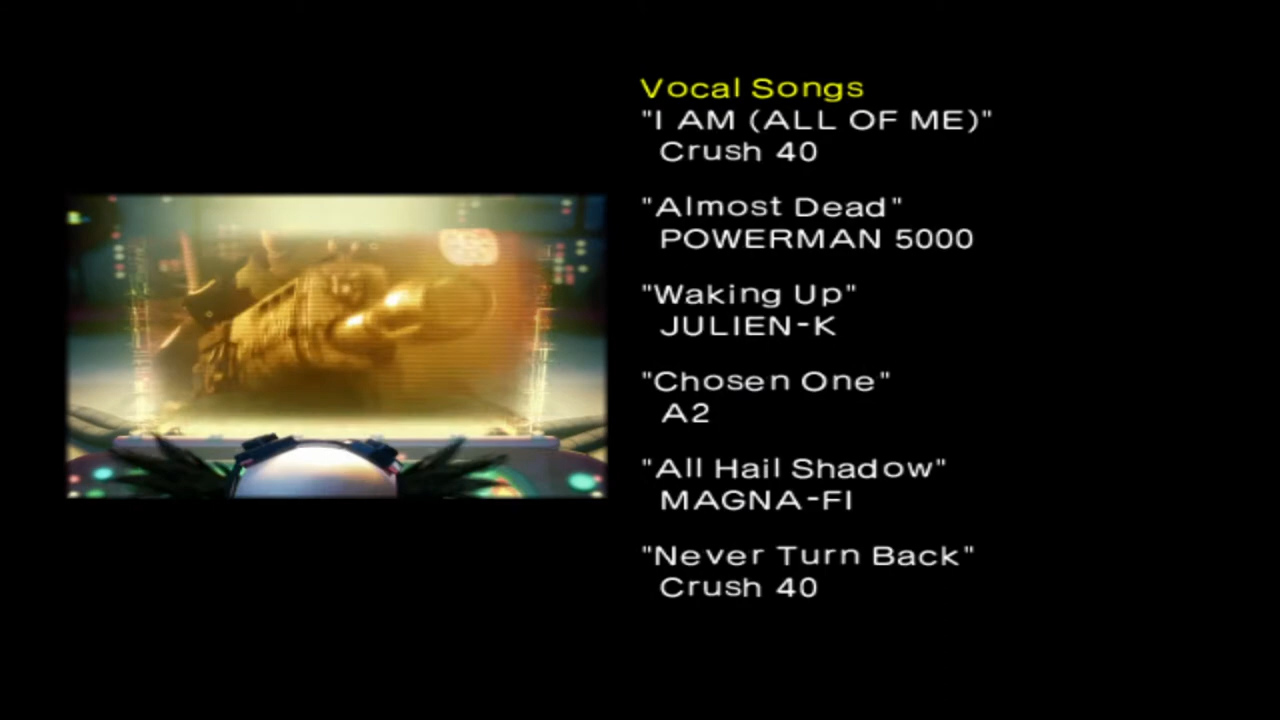 Vocal Songs
"I AM (ALL OF ME)"
Crush 40
"Almost Dead"
POWERMAN 5000
"Waking Up"
JULIEN-K
"Chosen One"
A2
"All Hail Shadow"
MAGNA-FI
"Never Turn Back"
Crush 40